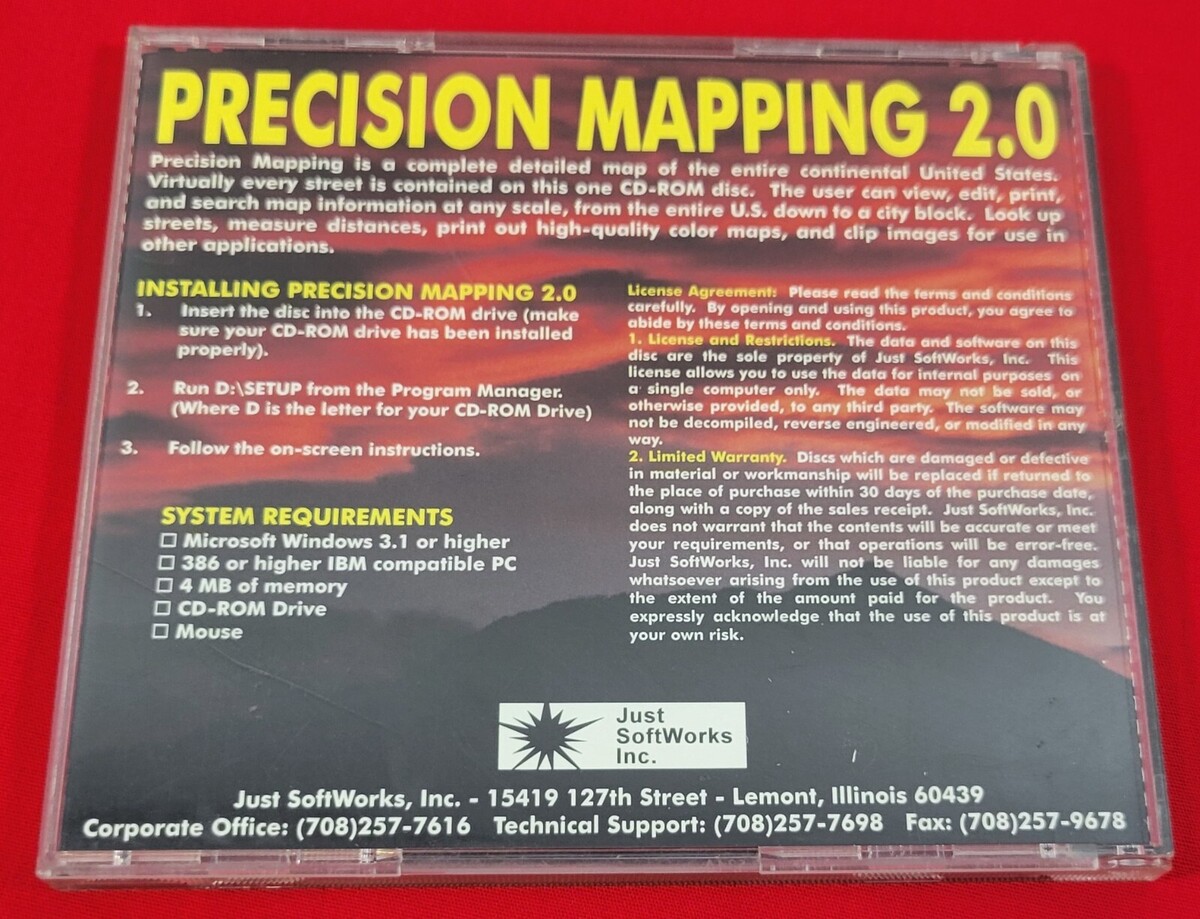 PRECISION MAPPING 2.0
Precision Mapping is a complete detailed map of the entire continental United States.
Virtually every street is contained on this one CD-ROM disc. The user can view, edit, print,
and search map information at any scale, from the entire U.S. down to a city block. Look up
streets, measure distances, print out high-quality color maps, and clip images for use in
other applications.
INSTALLING PRECISION MAPPING 2.0
1. Insert the disc into the CD-ROM drive (make
sure your CD-ROM drive has been installed
properly).
2. Run D:\SETUP from the Program Manager.
(Where D is the letter for your CD-ROM Drive)
3. Follow the on-screen instructions.
SYSTEM REQUIREMENTS
☐ Microsoft Windows 3.1 or higher
☐ 386 or higher IBM compatible PC
☐ 4 MB of memory
☐ CD-ROM Drive
☐ Mouse
License Agreement: Please read the terms and conditions
carefully. By opening and using this product, you agree to
abide by these terms and conditions.
1. License and Restrictions. The data and software on this
disc are the sole property of Just SoftWorks, Inc. This
license allows you to use the data for internal purposes on
a single computer only. The data may not be sold, or
otherwise provided, to any third party. The software may
not be decompiled, reverse engineered, or modified in any
way.
2. Limited Warranty. Discs which are damaged or defective
in material or workmanship will be replaced if returned to
the place of purchase within 30 days of the purchase date,
along with a copy of the sales receipt. Just SoftWorks, Inc.
does not warrant that the contents will be accurate or meet
your requirements, or that operations will be error-free.
Just SoftWorks, Inc. will not be liable for any damages
whatsoever arising from the use of this product except to
the extent of the amount paid for the product. You
expressly acknowledge that the use of this product is at
your own risk.
Just
SoftWorks
Inc.
Just SoftWorks, Inc. - 15419 127th Street - Lemont, Illinois 60439
Corporate Office: (708)257-7616 Technical Support: (708)257-7698 Fax: (708)257-9678